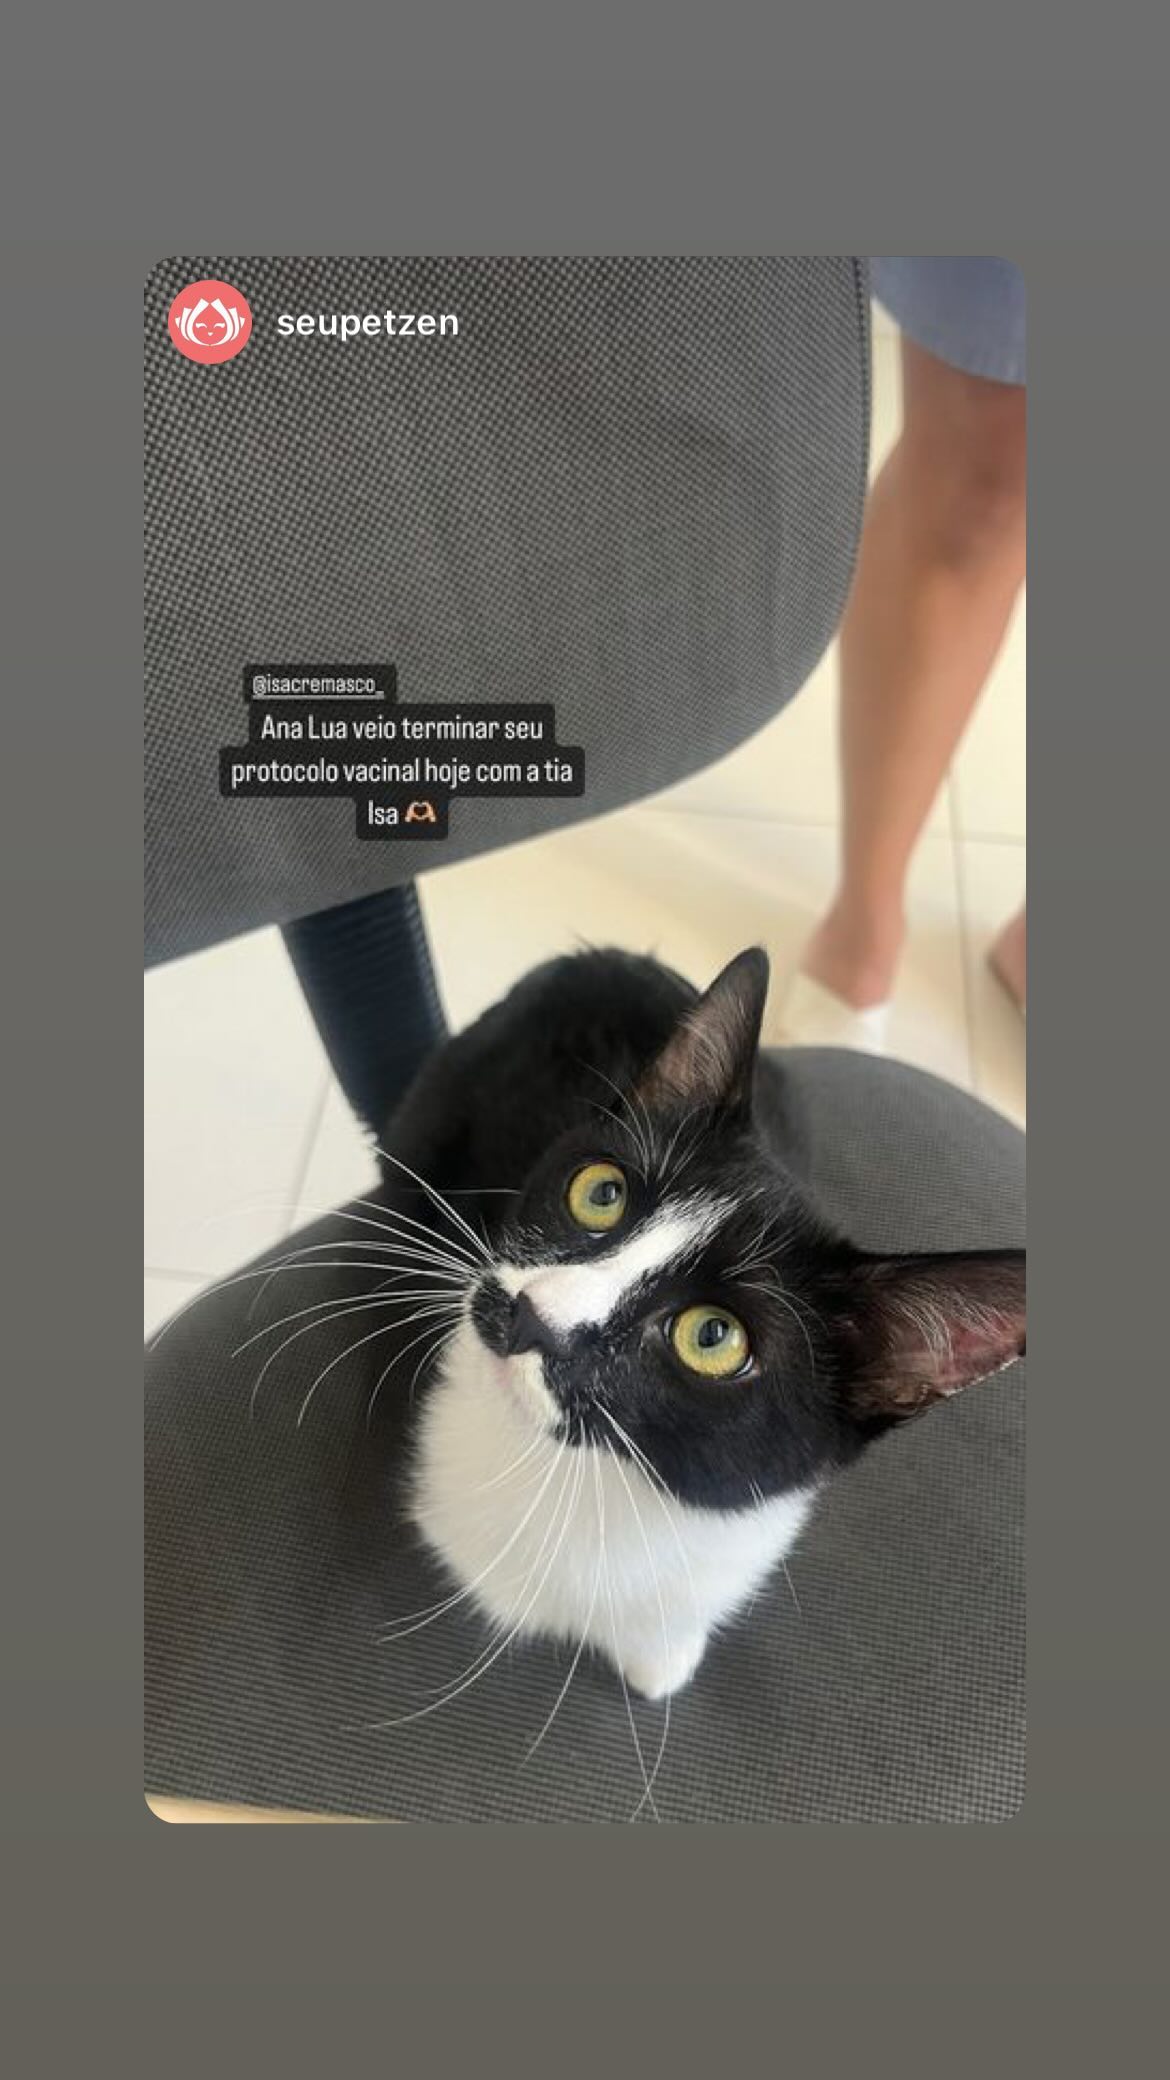 seupetzen
@isacremasco_
Ana Lua veio terminar seu
protocolo vacinal hoje com a tia
Isa 🫶🏼